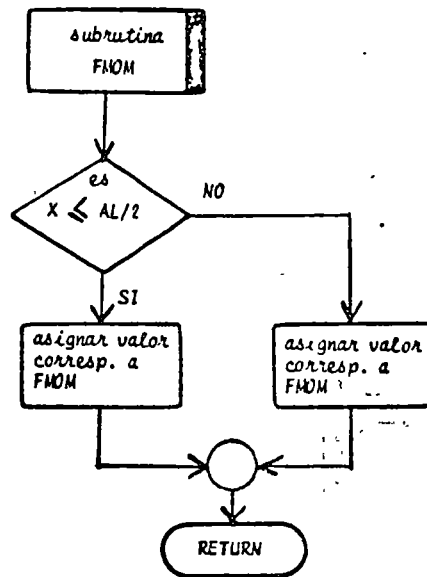 subrutina
FMOM
es
X ≤ AL/2
NO
SI
asignar valor
corresp. a
FMOM
asignar valor
corresp. a
FMOM
RETURN